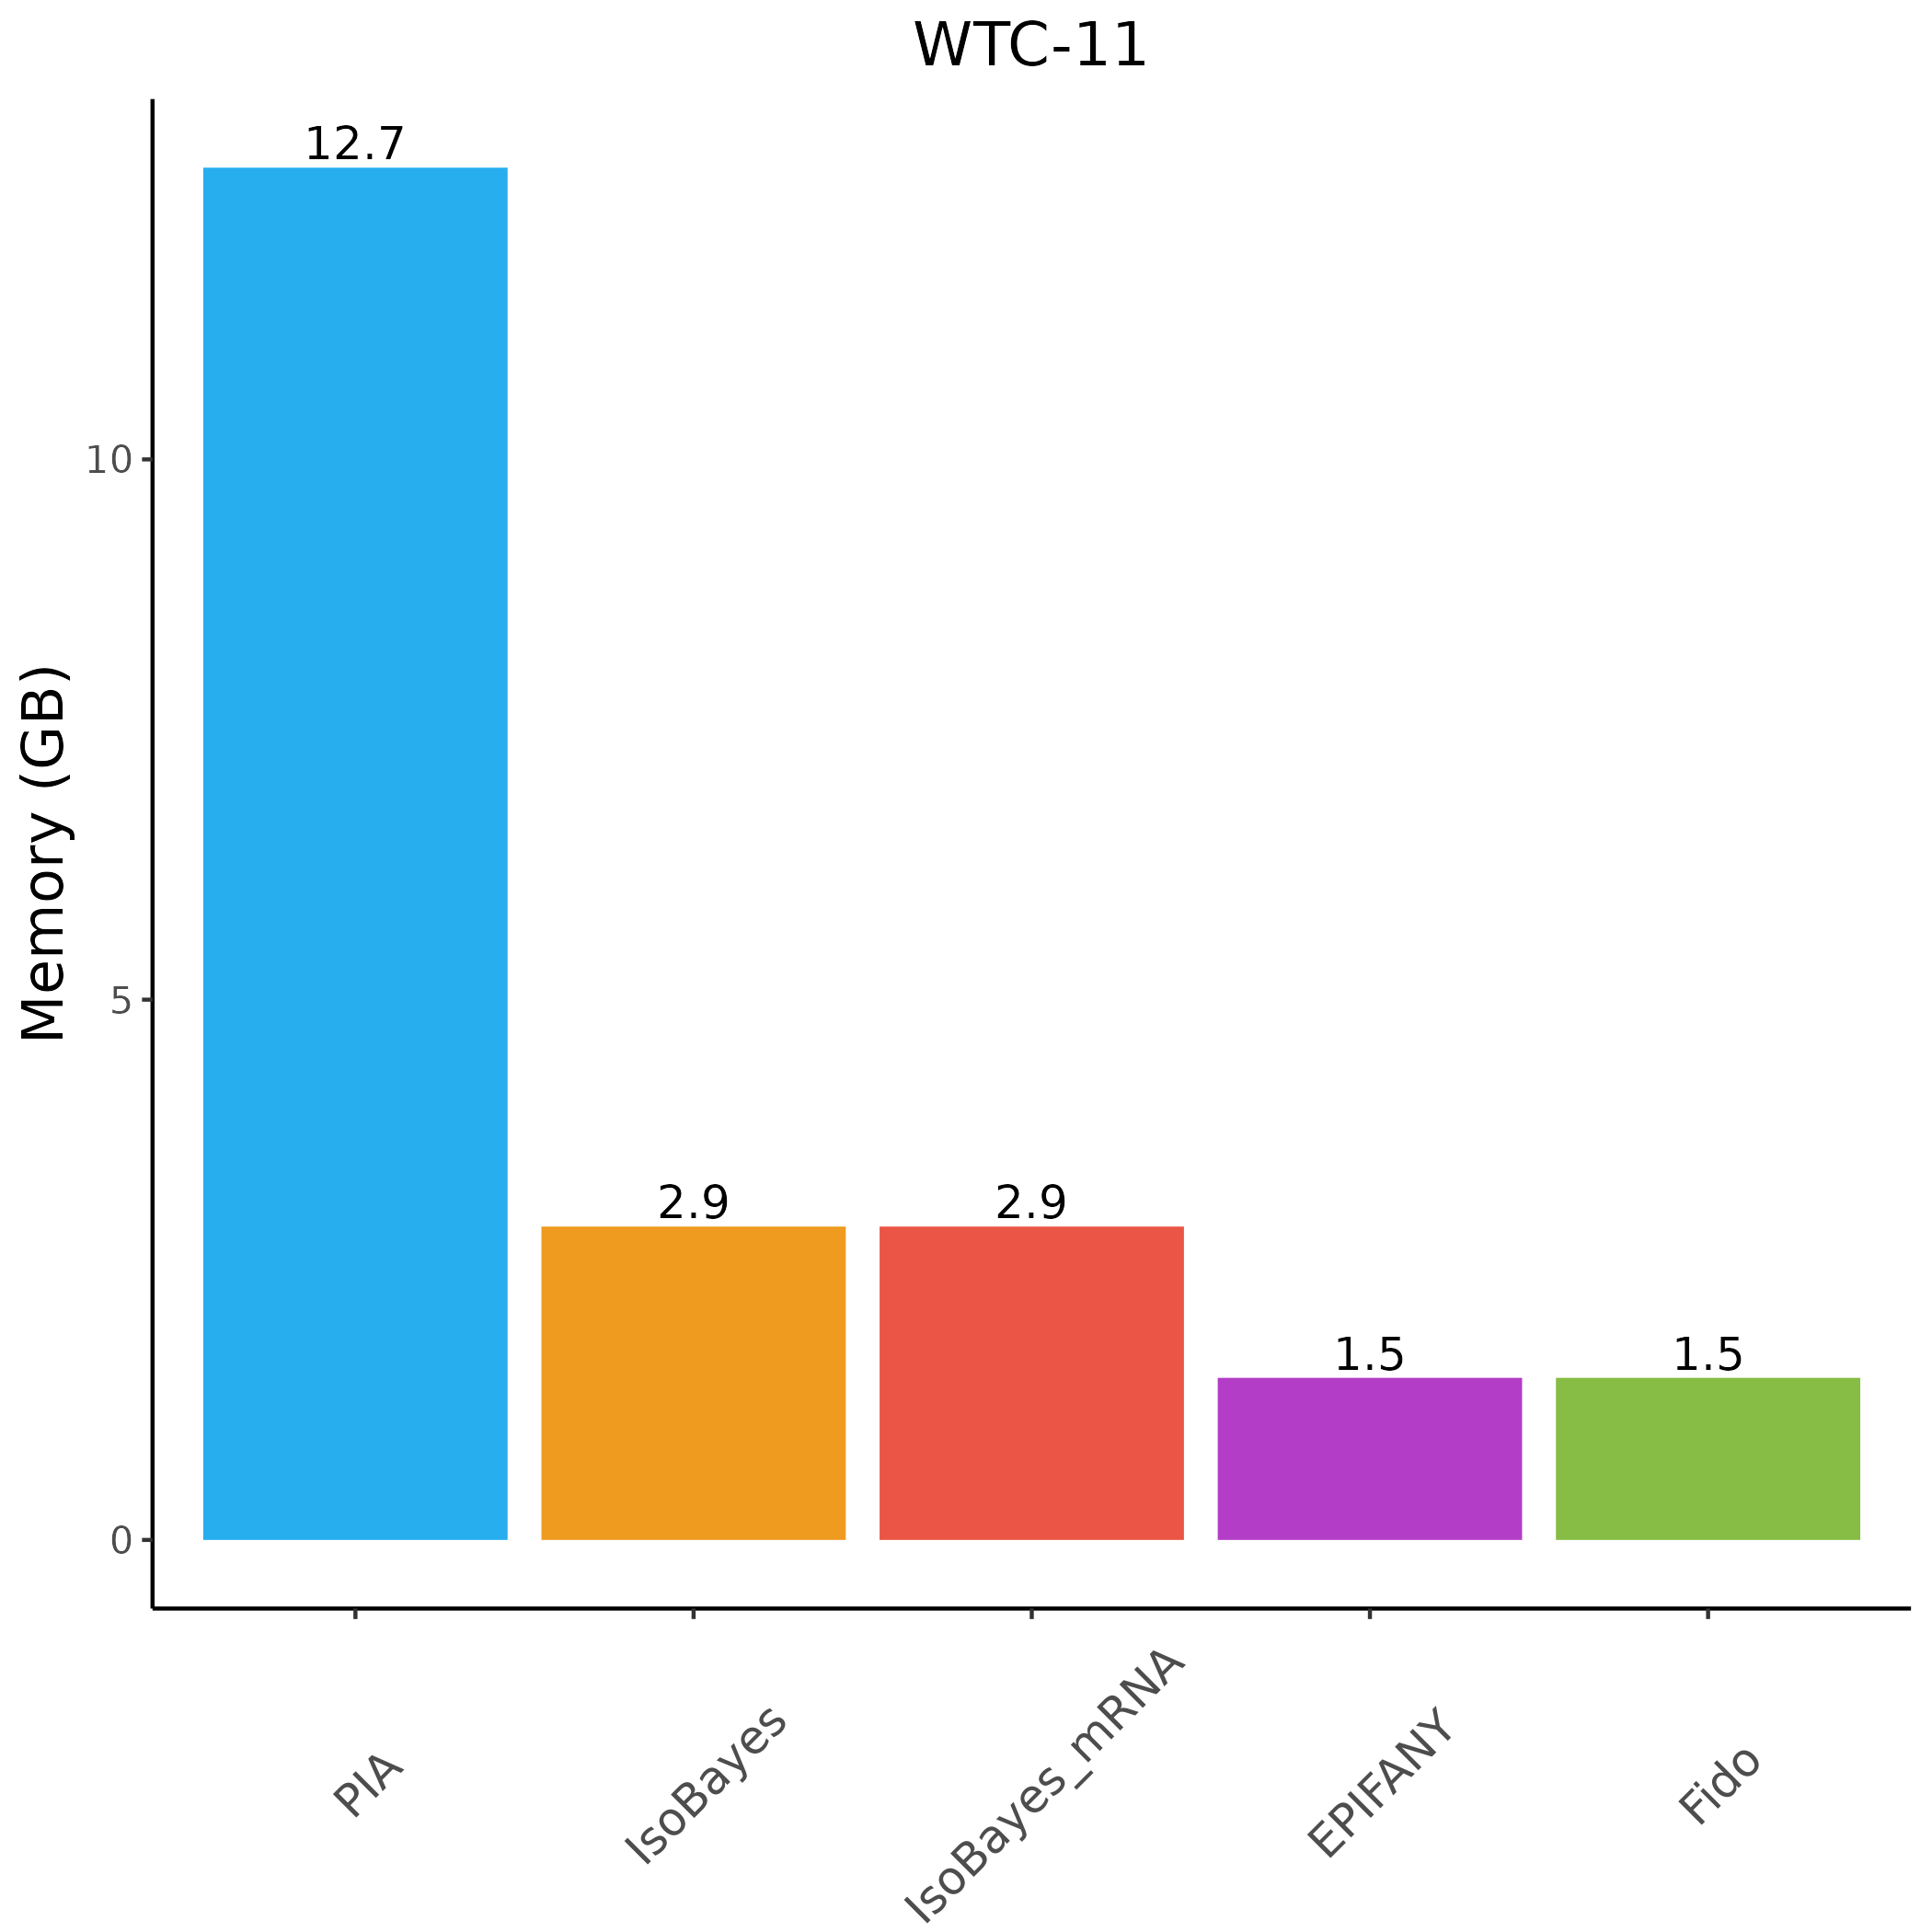 WTC-11
Memory (GB)
10
5
0
12.7
2.9
2.9
1.5
1.5
PIA
IsoBayes
IsoBayes_mRNA
EPIFANY
Fido